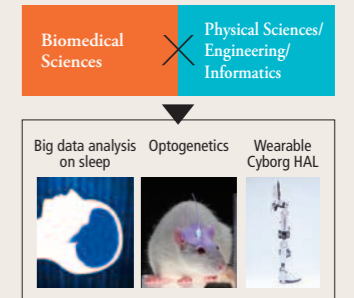 Biomedical
Sciences
Physical Sciences/
Engineering/
Informatics
Big data analysis
on sleep
Optogenetics
Wearable
Cyborg HAL